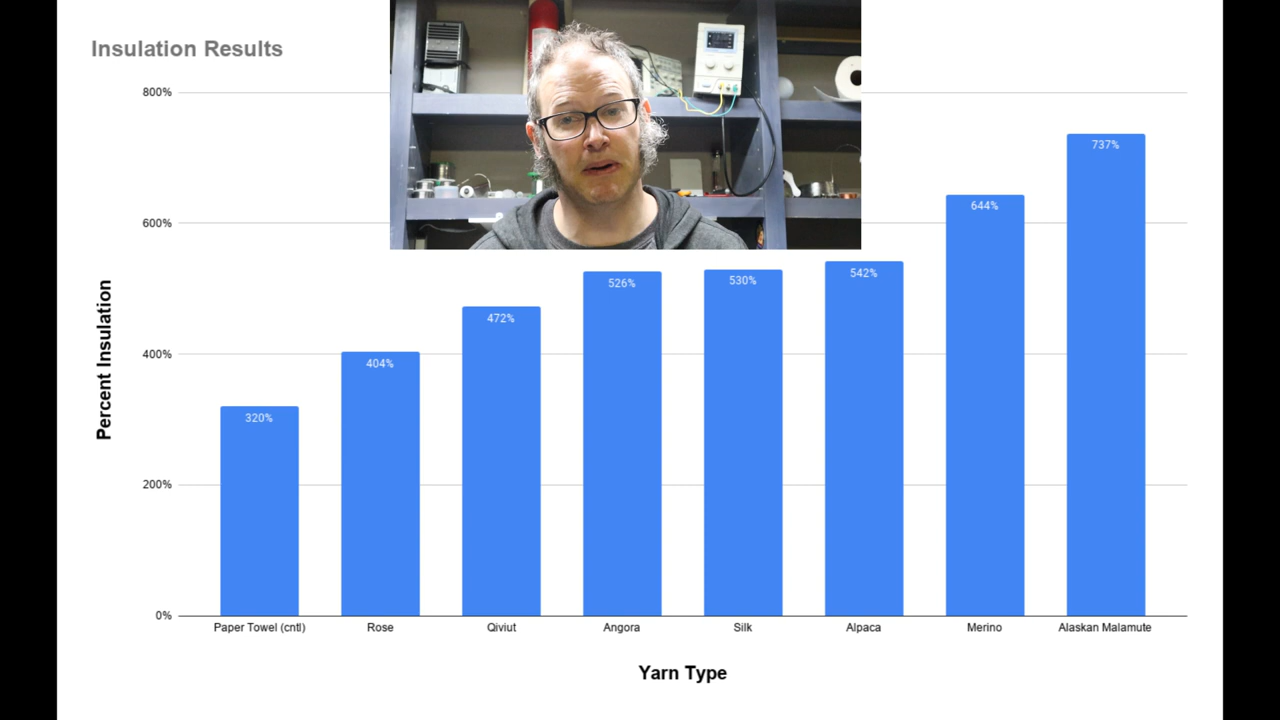 Insulation Results
800%
600%
400%
200%
0%
Percent Insulation
320%
404%
472%
526%
530%
542%
644%
737%
Paper Towel (cntl)
Rose
Qiviut
Angora
Silk
Alpaca
Merino
Alaskan Malamute
Yarn Type